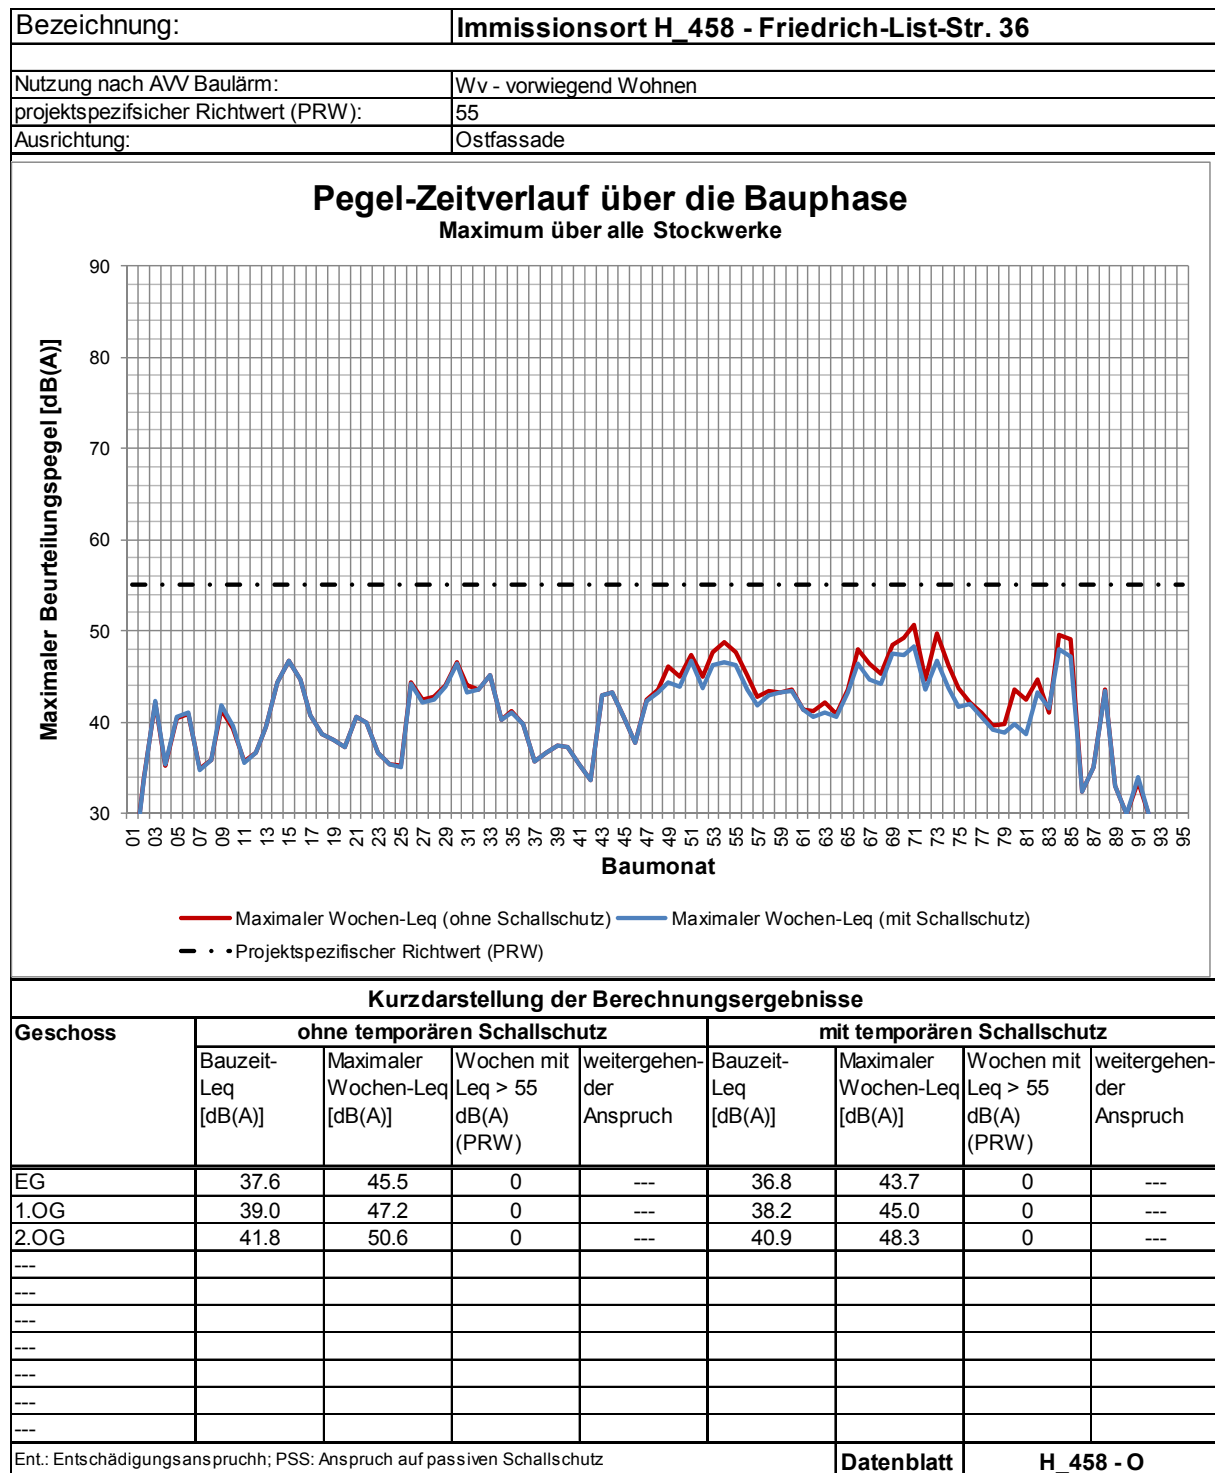 Bezeichnung: Immissionsort H_458 - Friedrich-List-Str. 36
Nutzung nach AVV Baulärm: Wv - vorwiegend Wohnen
projektspezifsicher Richtwert (PRW): 55
Ausrichtung: Ostfassade
Pegel-Zeitverlauf über die Bauphase
Maximum über alle Stockwerke
Maximaler Beurteilungspegel [dB(A)]
90
80
70
60
50
40
30
01 03 05 07 09 11 13 15 17 19 21 23 25 27 29 31 33 35 37 39 41 43 45 47 49 51 53 55 57 59 61 63 65 67 69 71 73 75 77 79 81 83 85 87 89 91 93 95
Baumonat
Maximaler Wochen-Leq (ohne Schallschutz) Maximaler Wochen-Leq (mit Schallschutz)
Projektspezifischer Richtwert (PRW)
Kurzdarstellung der Berechnungsergebnisse
Geschoss ohne temporären Schallschutz mit temporären Schallschutz
Bauzeit- Maximaler Wochen mit weitergehen- Bauzeit- Maximaler Wochen mit weitergehen-
Leq Wochen-Leq Leq > 55 der Leq Wochen-Leq Leq > 55 der
[dB(A)] [dB(A)] dB(A) Anspruch [dB(A)] [dB(A)] dB(A) Anspruch
(PRW) (PRW)
EG 37.6 45.5 0 --- 36.8 43.7 0 ---
1.OG 39.0 47.2 0 --- 38.2 45.0 0 ---
2.OG 41.8 50.6 0 --- 40.9 48.3 0 ---
---
---
---
---
---
---
---
Ent.: Entschädigungsanspruchh; PSS: Anspruch auf passiven Schallschutz Datenblatt H_458 - O